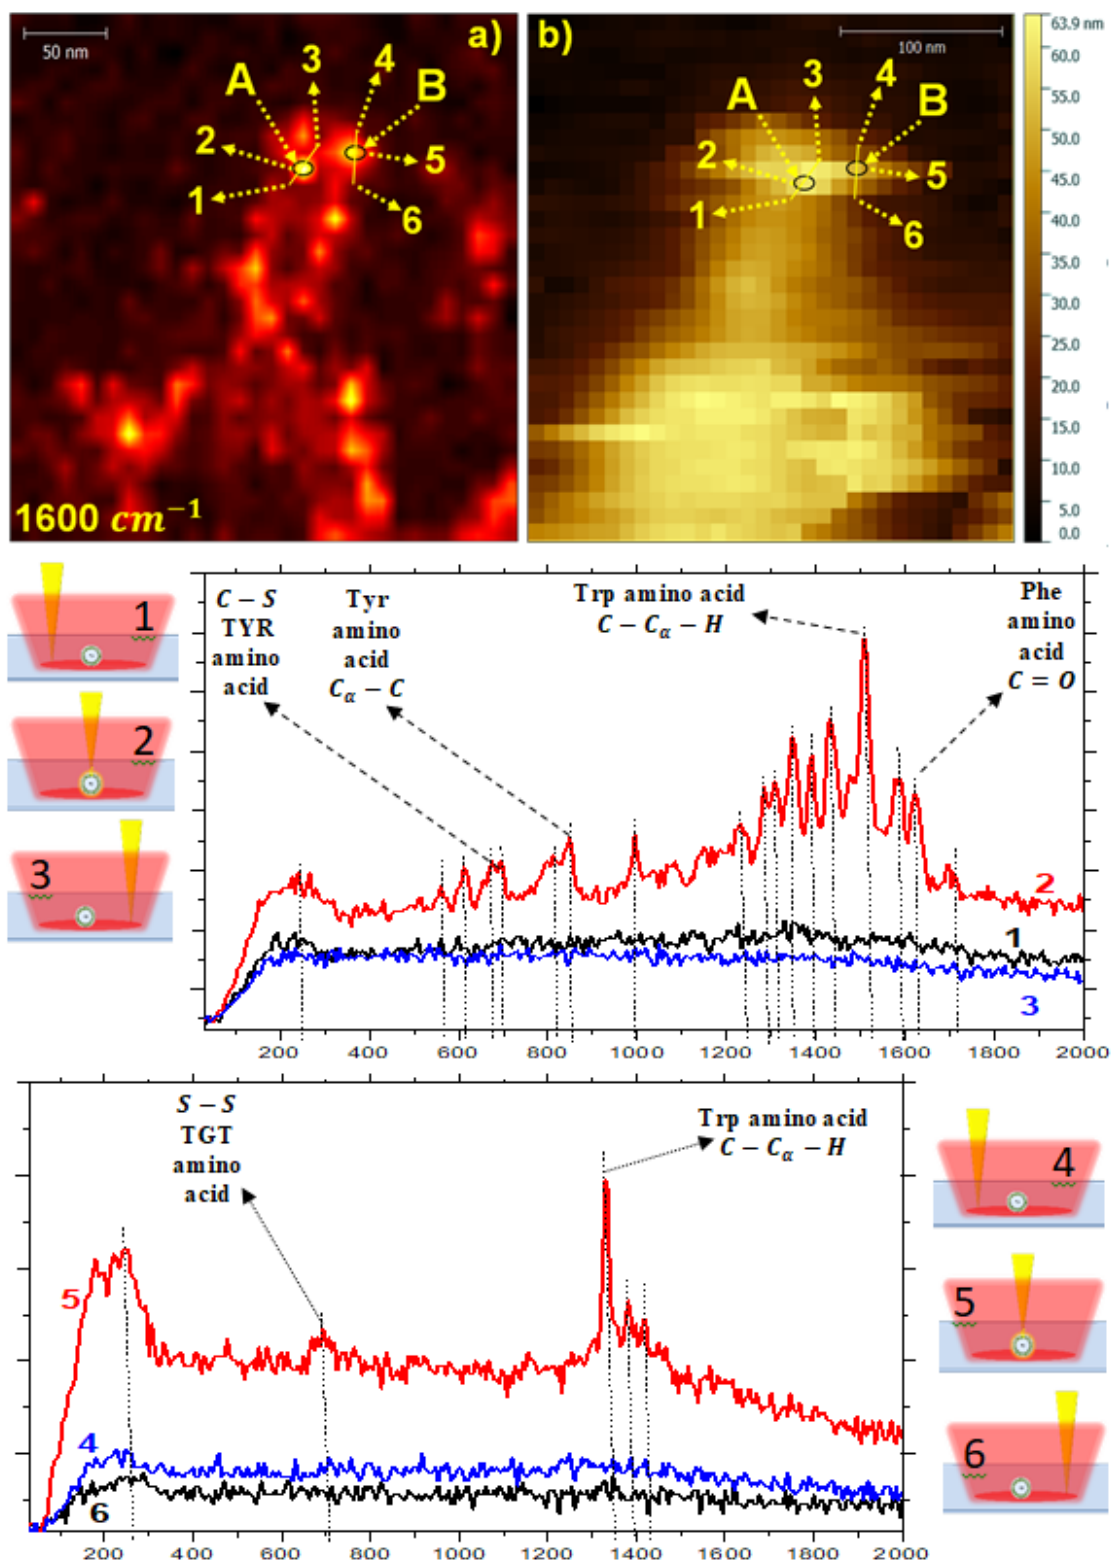 50 nm
a)
3
4
A
B
2
5
1
6
1600 cm⁻¹
b)
100 nm
3
4
A
B
2
5
1
6
63.9 nm
60.0
55.0
50.0
45.0
40.0
35.0
30.0
25.0
20.0
15.0
10.0
5.0
0.0
1
2
3
C − S
TYR
amino
acid
Tyr
amino
acid
Cα − C
Trp amino acid
C − Cα − H
Phe
amino
acid
C = O
2
1
3
200 400 600 800 1000 1200 1400 1600 1800 2000
S − S
TGT
amino
acid
Trp amino acid
C − Cα − H
5
4
6
200 400 600 800 1000 1200 1400 1600 1800 2000
4
5
6